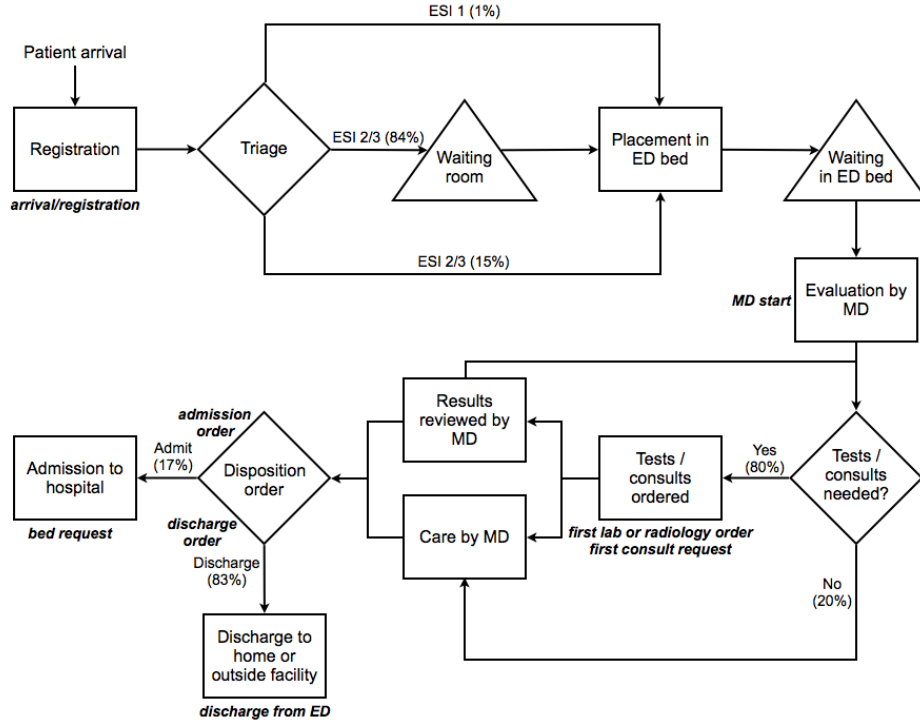 ESI 1 (1%)
Patient arrival
Registration
arrival/registration
Triage
ESI 2/3 (84%)
Waiting
room
Placement in
ED bed
Waiting
in ED bed
ESI 2/3 (15%)
MD start
Evaluation by
MD
Results
reviewed by
MD
Care by MD
Tests /
consults
ordered
first lab or radiology order
first consult request
Yes
(80%)
Tests /
consults
needed?
No
(20%)
admission
order
Admit
(17%)
Disposition
order
Admission to
hospital
bed request
discharge
order
Discharge
(83%)
Discharge to
home or
outside facility
discharge from ED